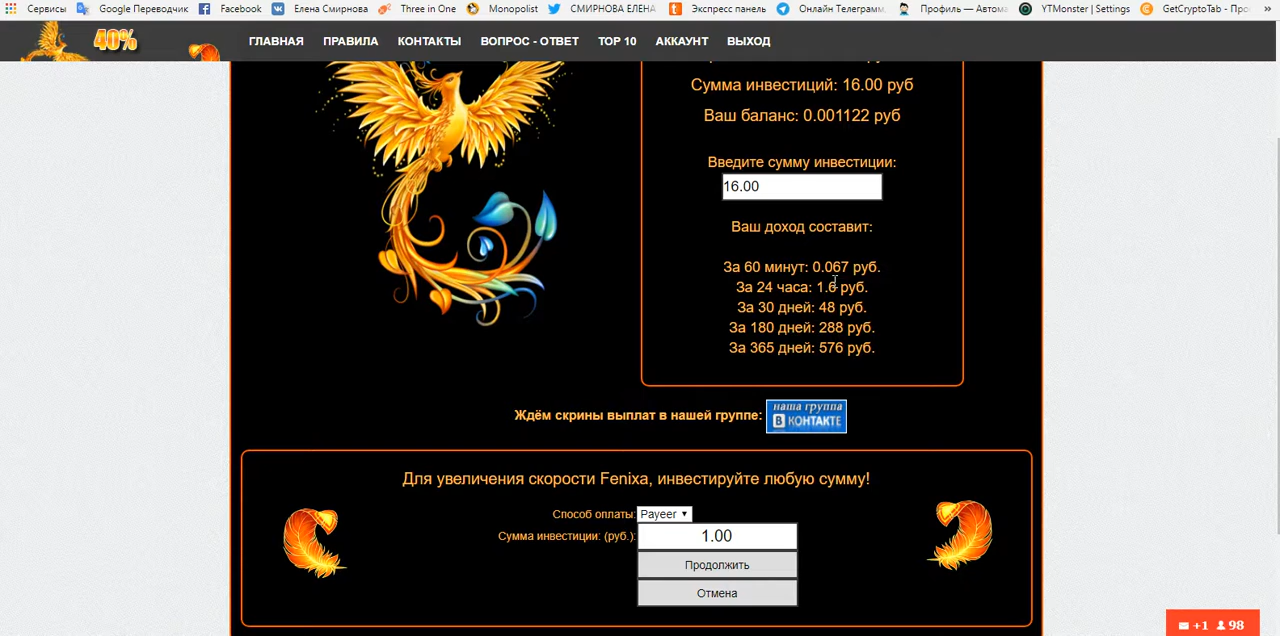 Сервисы Google Переводчик Facebook Елена Смирнова Three in One Monopolist СМИРНОВА ЕЛЕНА Экспресс панель Онлайн Телеграмм. Профиль — Автома YTMonster | Settings GetCryptoTab - Про »
40% ГЛАВНАЯ ПРАВИЛА КОНТАКТЫ ВОПРОС - ОТВЕТ TOP 10 АККАУНТ ВЫХОД
Сумма инвестиций: 16.00 руб
Ваш баланс: 0.001122 руб
Введите сумму инвестиции:
16.00
Ваш доход составит:
За 60 минут: 0.067 руб.
За 24 часа: 1.6 руб.
За 30 дней: 48 руб.
За 180 дней: 288 руб.
За 365 дней: 576 руб.
Ждём скрины выплат в нашей группе: наша группа
В КОНТАКТЕ
Для увеличения скорости Fenixa, инвестируйте любую сумму!
Способ оплаты: Payeer
Сумма инвестиции: (руб.): 1.00
Продолжить
Отмена
+1 98